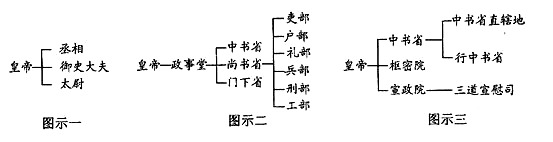 皇帝
丞相
御史大夫
太尉
图示一
皇帝—政事堂
中书省
尚书省
门下省
吏部
户部
礼部
兵部
刑部
工部
图示二
皇帝
中书省
枢密院
宣政院
中书省直辖地
行中书省
三道宣慰司
图示三